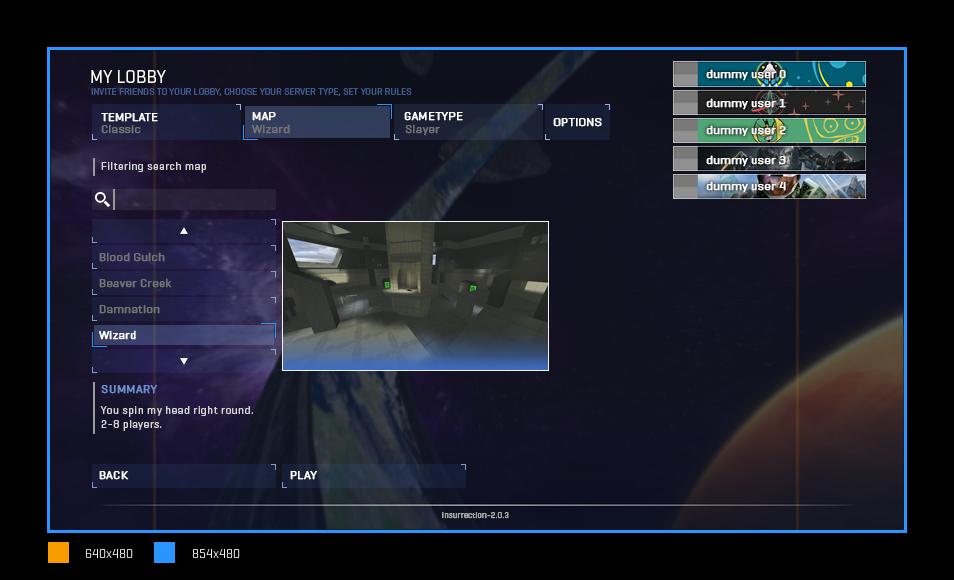 MY LOBBY
INVITE FRIENDS TO YOUR LOBBY, CHOOSE YOUR SERVER TYPE, SET YOUR RULES
TEMPLATE
Classic
MAP
Wizard
GAMETYPE
Slayer
OPTIONS
dummy user 0
dummy user 1
dummy user 2
dummy user 3
dummy user 4
Filtering search map
Blood Gulch
Beaver Creek
Damnation
Wizard
SUMMARY
You spin my head right round.
2-8 players.
BACK
PLAY
Insurrection-2.0.3
640x480
854x480